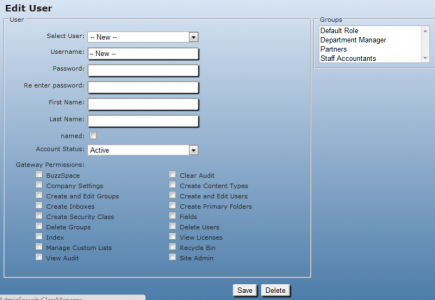 Edit User
User
Select User: -- New --
Username: -- New --
Password:
Re enter password:
First Name:
Last Name:
named:
Account Status: Active
Gateway Permissions:
BuzzSpace
Clear Audit
Company Settings
Create Content Types
Create and Edit Groups
Create and Edit Users
Create Inboxes
Create Primary Folders
Create Security Class
Fields
Delete Groups
Delete Users
Index
View Licenses
Manage Custom Lists
Recycle Bin
View Audit
Site Admin
Groups
Default Role
Department Manager
Partners
Staff Accountants
Save
Delete